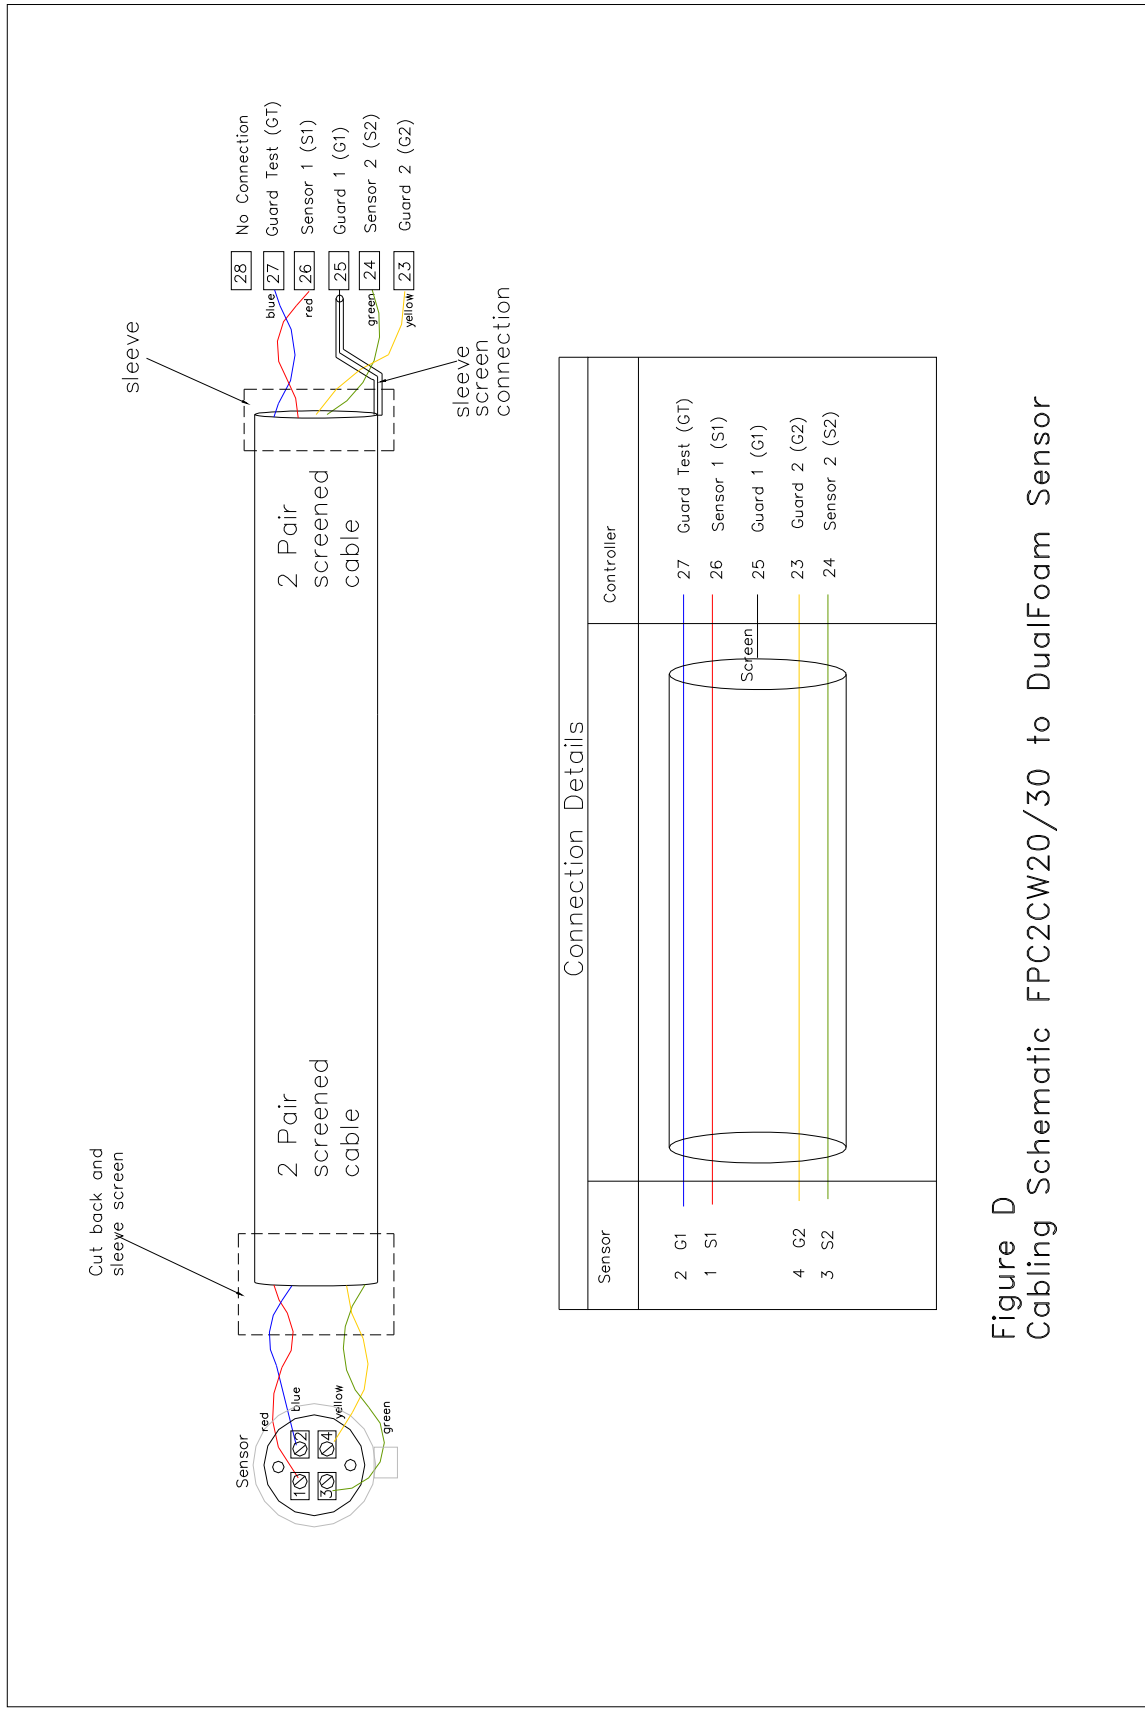 Cut back and
sleeve screen
sleeve
Sensor
red
blue
yellow
green
1
2
3
4
2 Pair
screened
cable
2 Pair
screened
cable
blue
red
green
yellow
28 No Connection
27 Guard Test (GT)
26 Sensor 1 (S1)
25 Guard 1 (G1)
24 Sensor 2 (S2)
23 Guard 2 (G2)
sleeve
screen
connection
Connection Details
Sensor
Controller
2 G1
27 Guard Test (GT)
1 S1
26 Sensor 1 (S1)
Screen
25 Guard 1 (G1)
4 G2
23 Guard 2 (G2)
3 S2
24 Sensor 2 (S2)
Figure D
Cabling Schematic FPC2CW20/30 to DualFoam Sensor